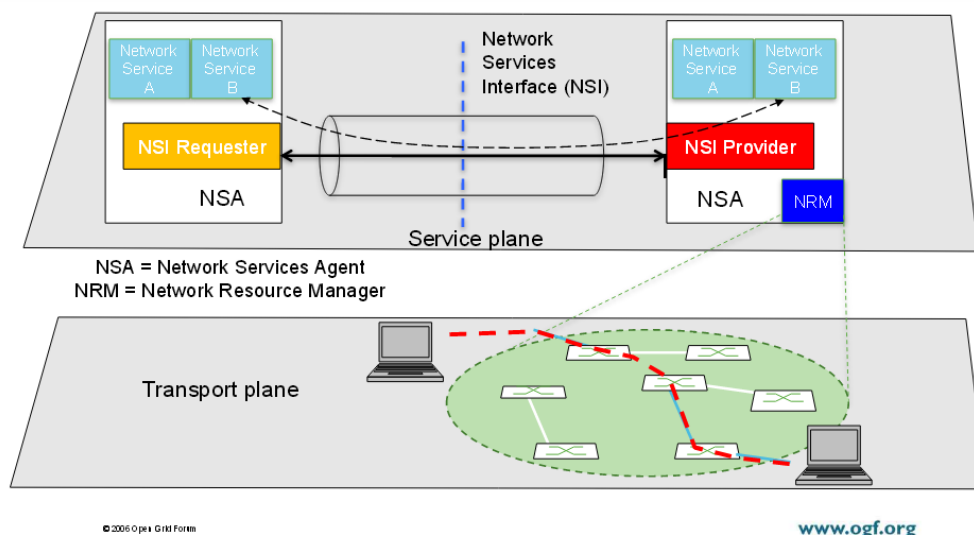 Network
Service
A
Network
Service
B
Network
Services
Interface (NSI)
Network
Service
A
Network
Service
B
NSI Requester
NSI Provider
NSA
NSA
NRM
Service plane
NSA = Network Services Agent
NRM = Network Resource Manager
Transport plane
© 2006 Open Grid Forum
www.ogf.org